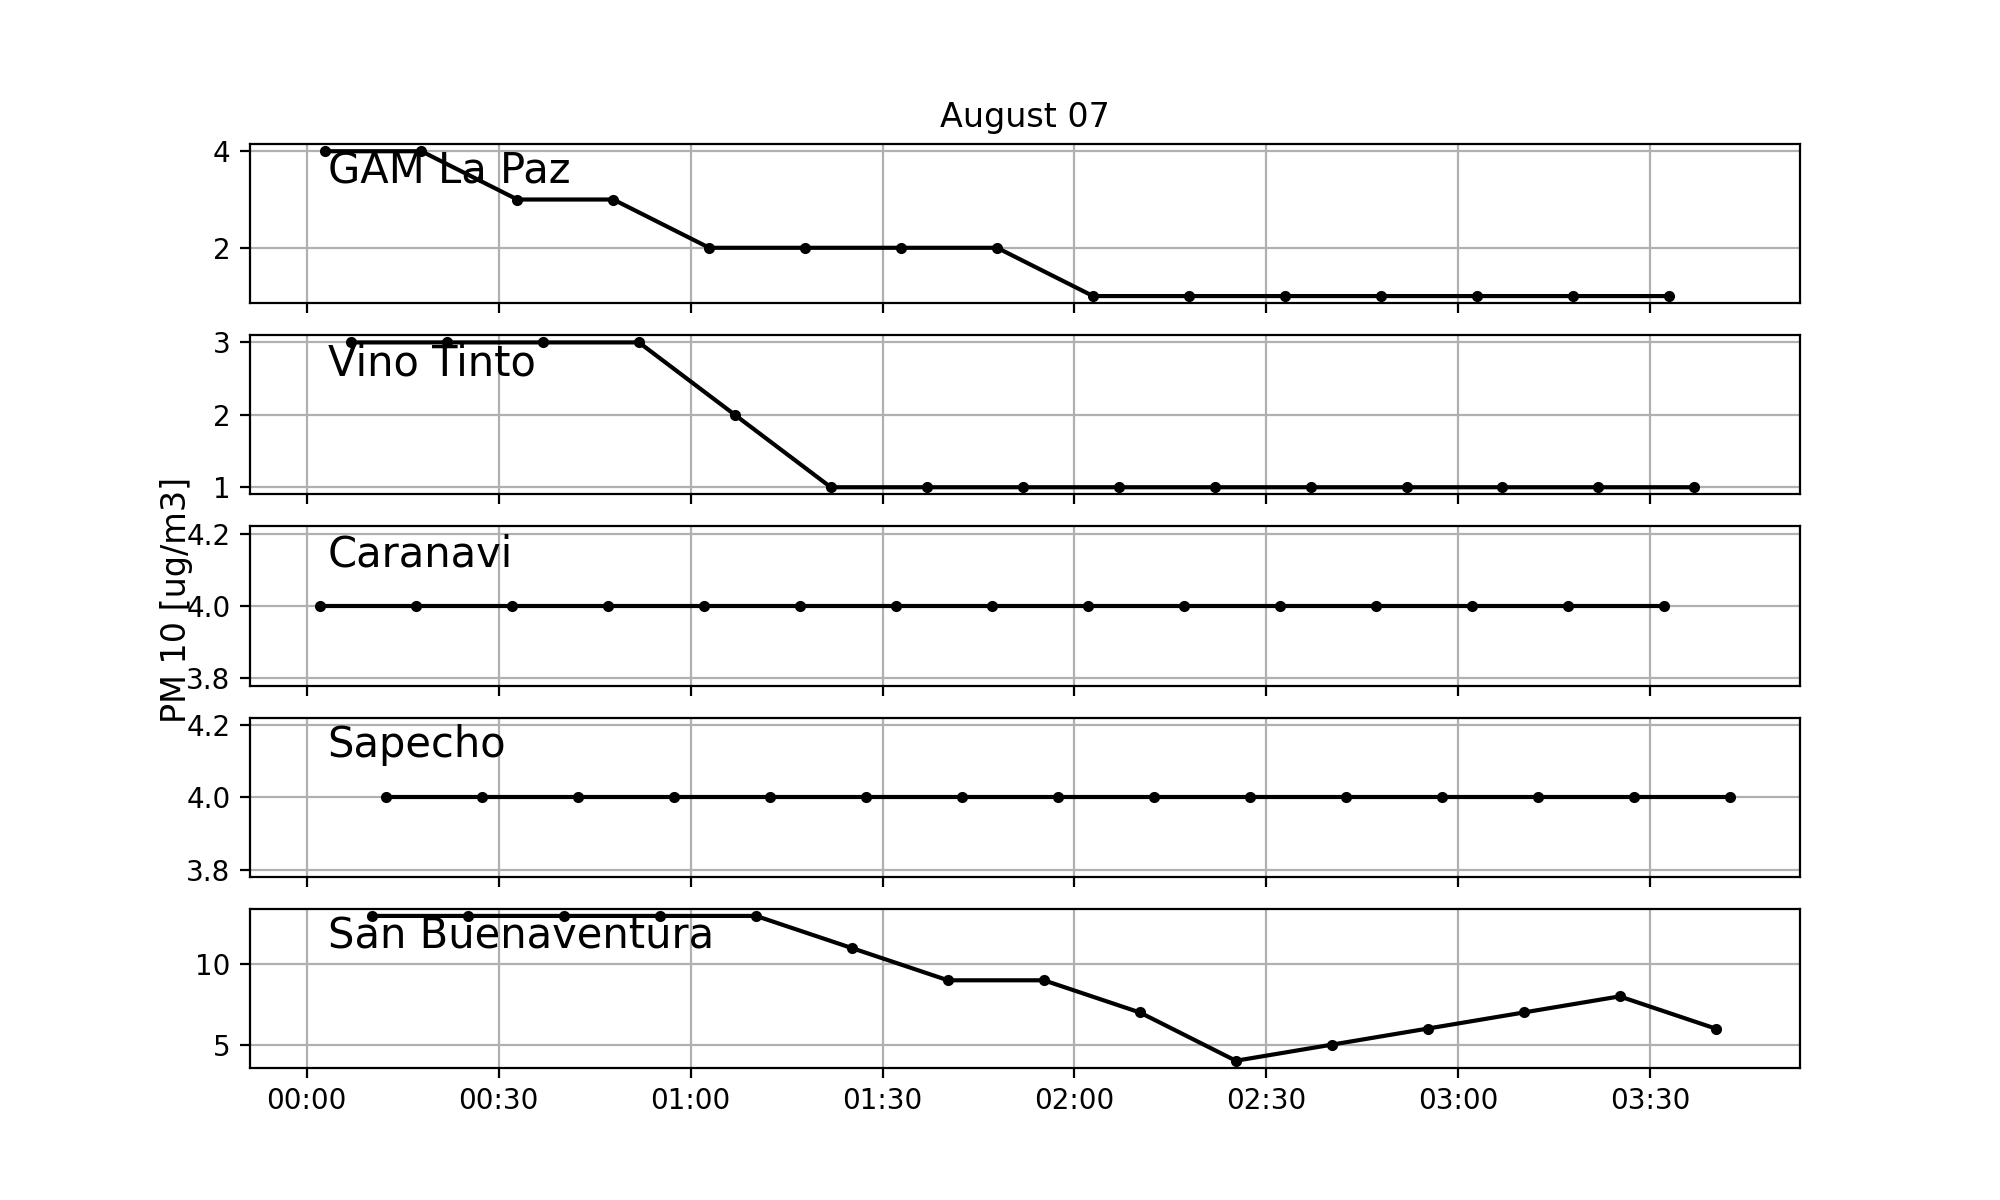 August 07
PM 10 [ug/m3]
GAM La Paz
4
2
Vino Tinto
3
2
1
Caranavi
4.2
4.0
3.8
Sapecho
4.2
4.0
3.8
San Buenaventura
10
5
00:00 00:30 01:00 01:30 02:00 02:30 03:00 03:30